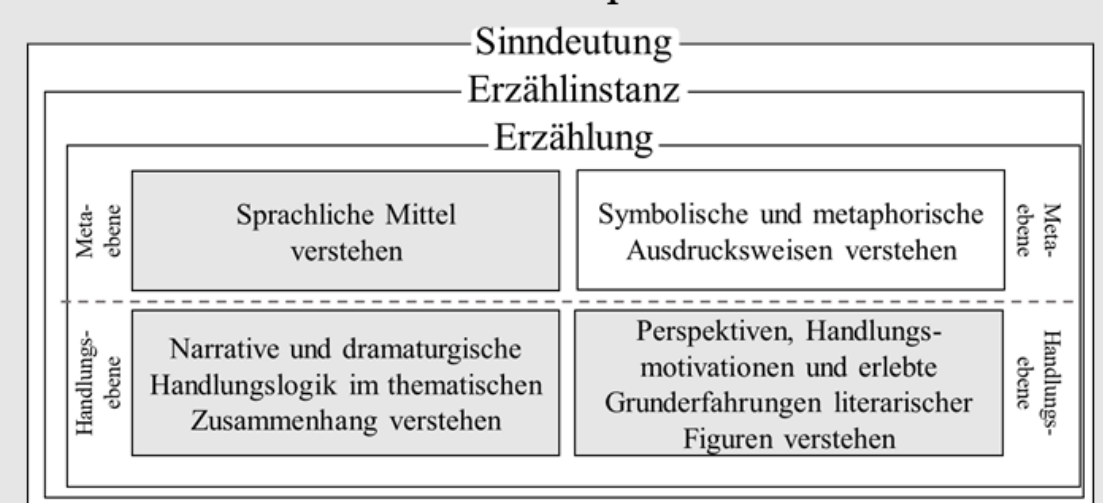 Sinndeutung
Erzählinstanz
Erzählung
Meta-
ebene
Sprachliche Mittel
verstehen
Symbolische und metaphorische
Ausdrucksweisen verstehen
Meta-
ebene
Handlungs-
ebene
Narrative und dramaturgische
Handlungslogik im thematischen
Zusammenhang verstehen
Perspektiven, Handlungs-
motivationen und erlebte
Grunderfahrungen literarischer
Figuren verstehen
Handlungs-
ebene